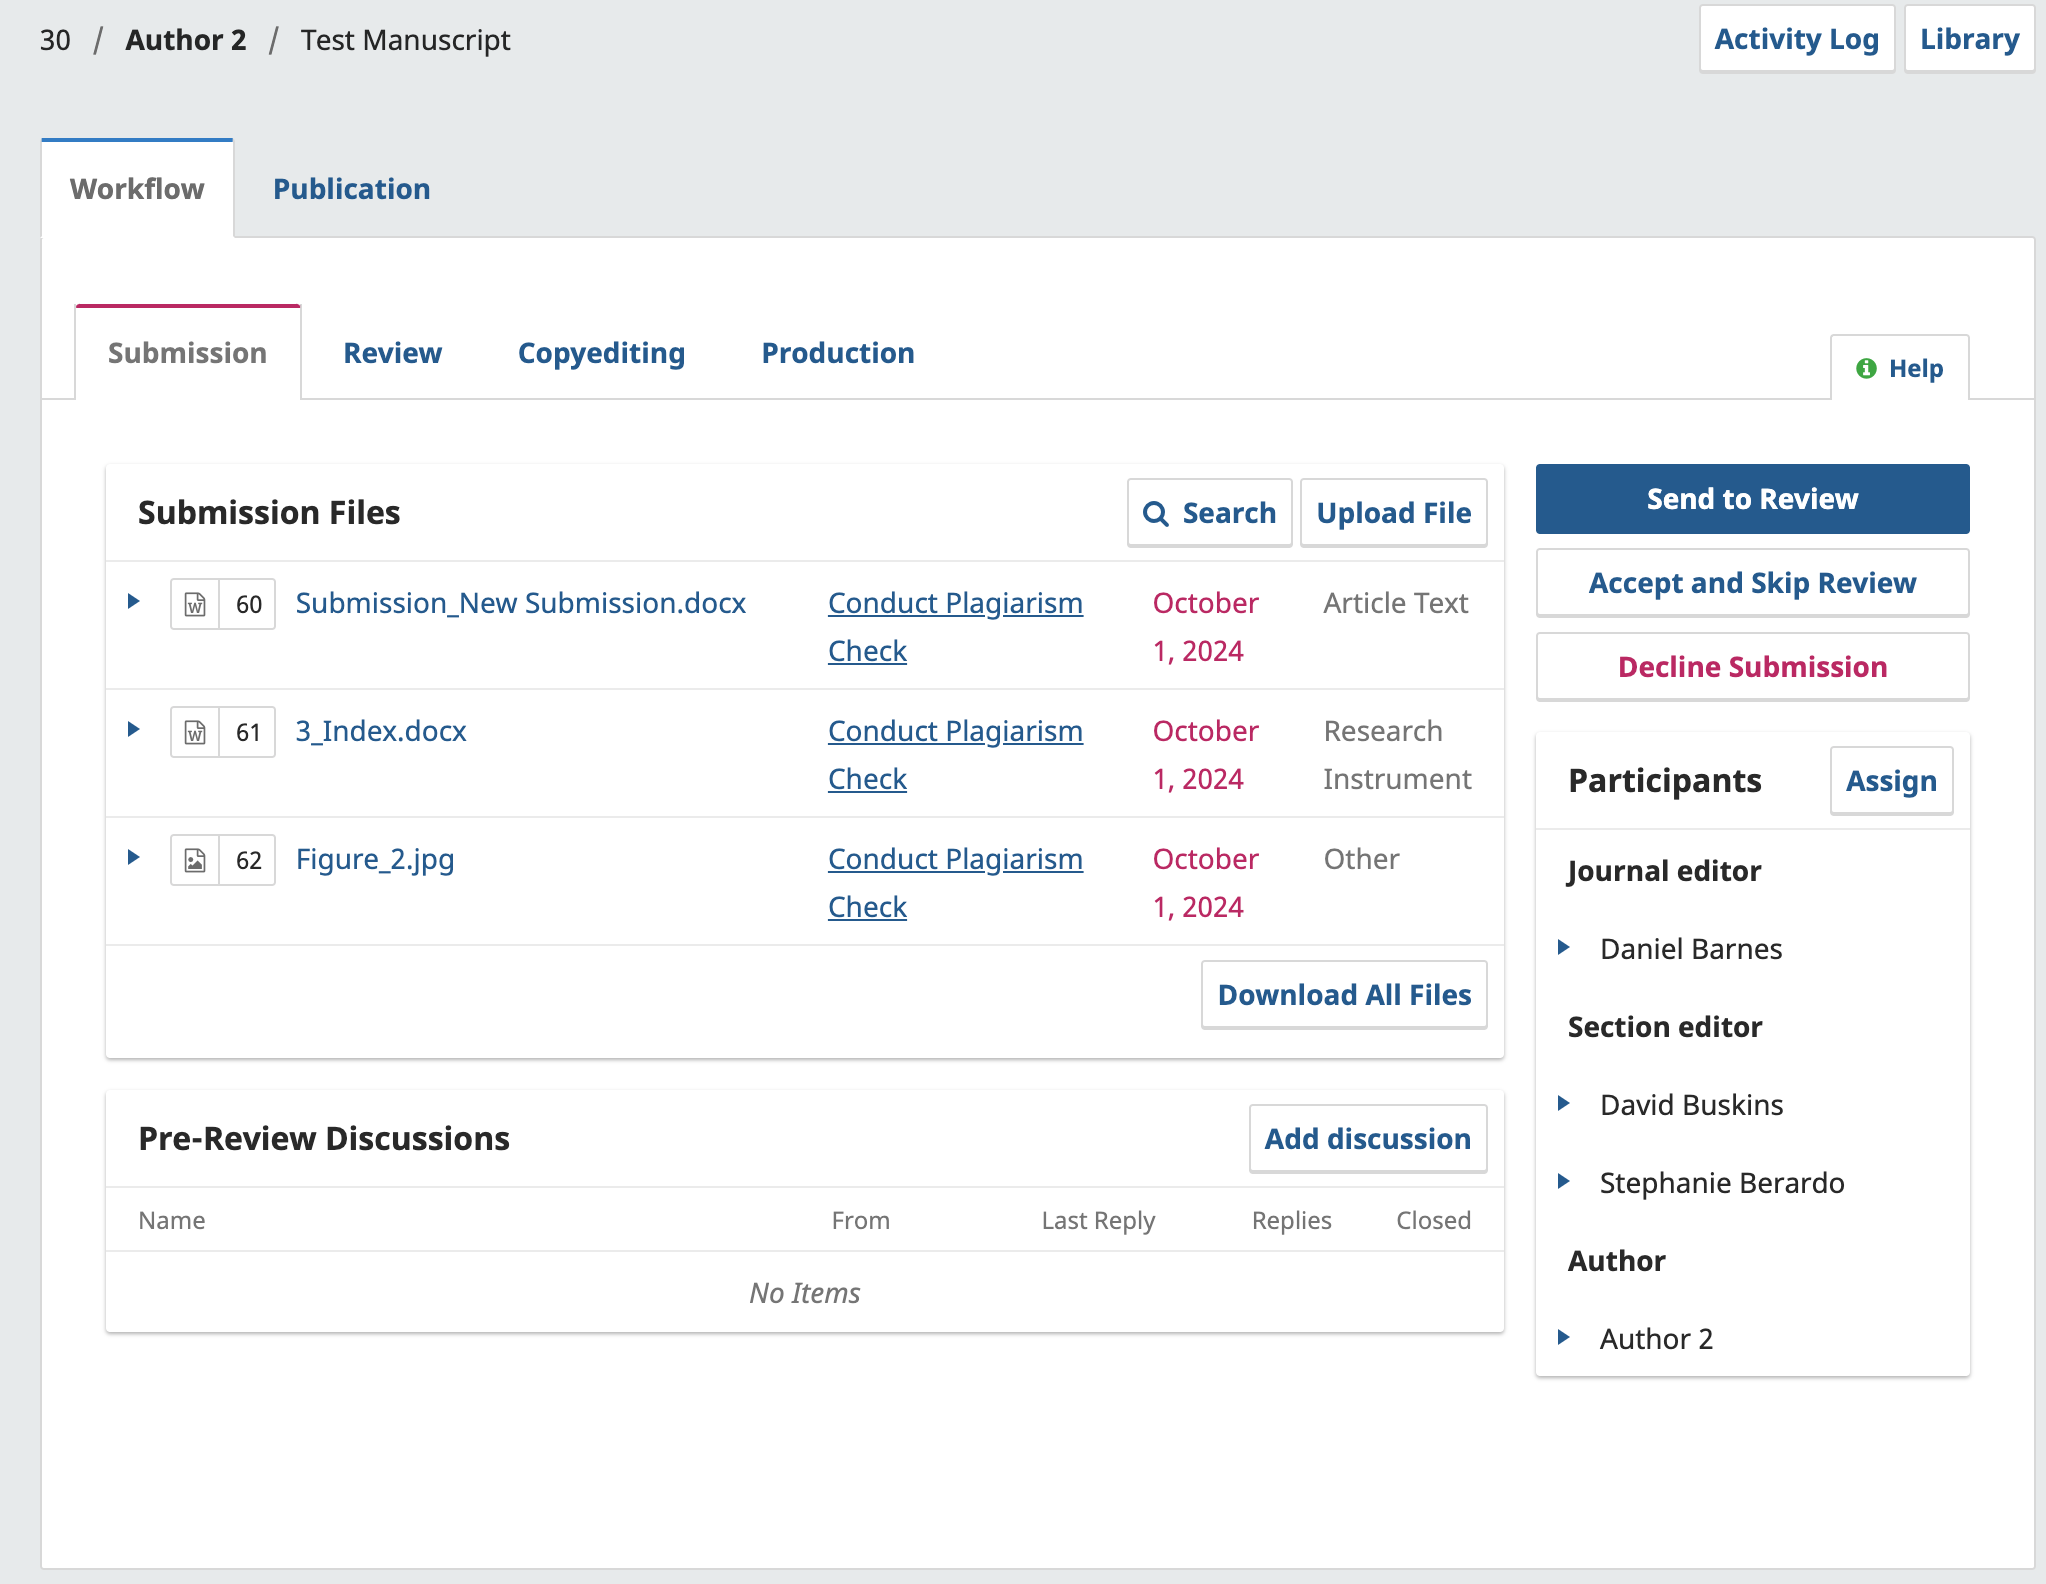 30 / Author 2 / Test Manuscript
Activity Log
Library
Workflow
Publication
Submission
Review
Copyediting
Production
Help
Submission Files
Search
Upload File
60 Submission_New Submission.docx Conduct Plagiarism October Article Text
Check 1, 2024
61 3_Index.docx Conduct Plagiarism October Research
Check 1, 2024 Instrument
62 Figure_2.jpg Conduct Plagiarism October Other
Check 1, 2024
Download All Files
Pre-Review Discussions
Add discussion
Name From Last Reply Replies Closed
No Items
Send to Review
Accept and Skip Review
Decline Submission
Participants
Assign
Journal editor
Daniel Barnes
Section editor
David Buskins
Stephanie Berardo
Author
Author 2